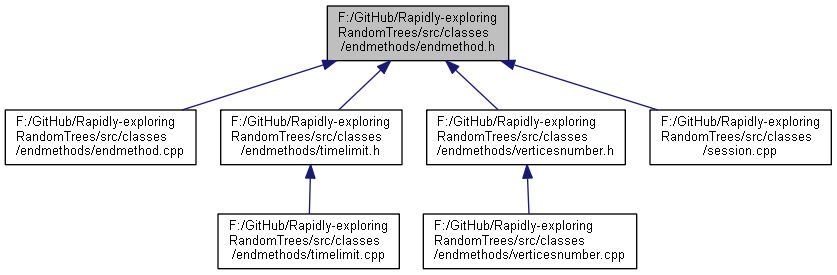 F:/GitHub/Rapidly-exploring
RandomTrees/src/classes
/endmethods/endmethod.h
F:/GitHub/Rapidly-exploring
RandomTrees/src/classes
/endmethods/endmethod.cpp
F:/GitHub/Rapidly-exploring
RandomTrees/src/classes
/endmethods/timelimit.h
F:/GitHub/Rapidly-exploring
RandomTrees/src/classes
/endmethods/verticesnumber.h
F:/GitHub/Rapidly-exploring
RandomTrees/src/classes
/session.cpp
F:/GitHub/Rapidly-exploring
RandomTrees/src/classes
/endmethods/timelimit.cpp
F:/GitHub/Rapidly-exploring
RandomTrees/src/classes
/endmethods/verticesnumber.cpp